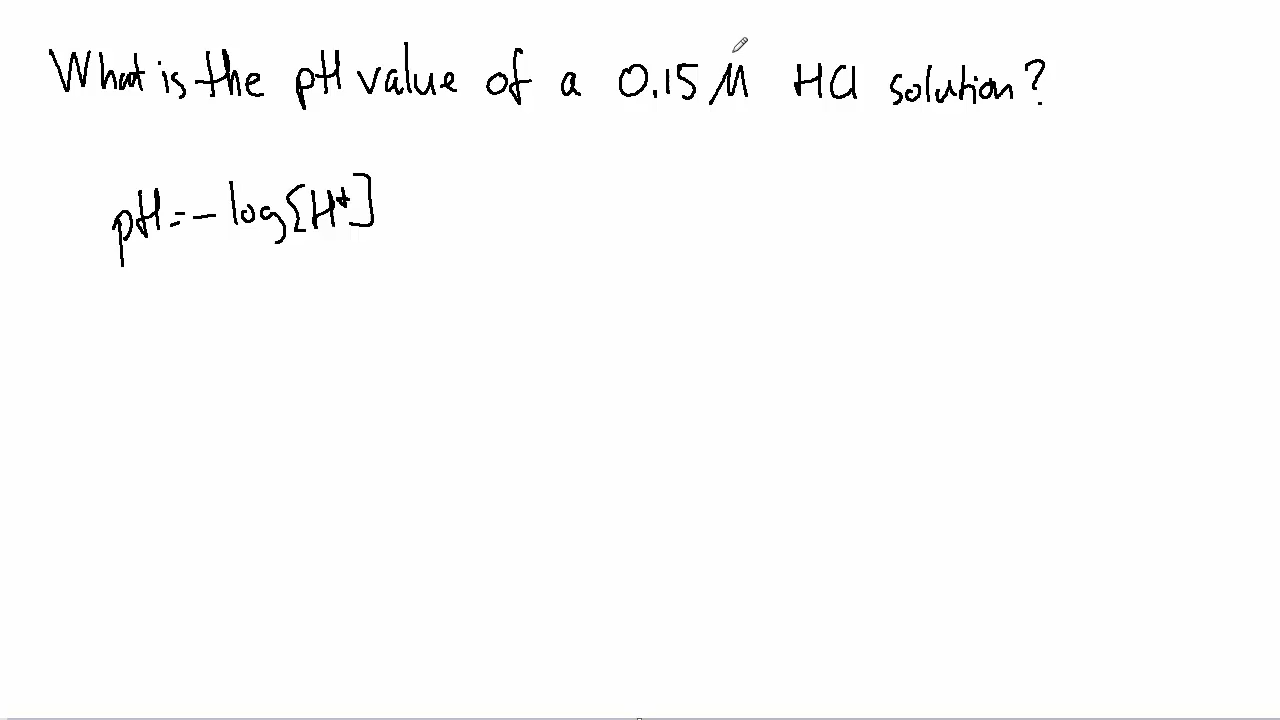 What is the pH value of a 0.15 M HCl solution?
pH = - log[H⁺]